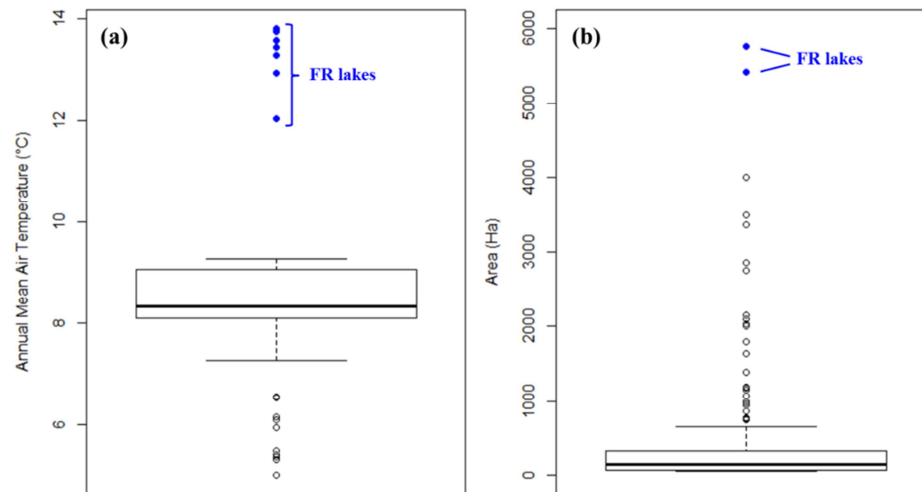 (a)
FR lakes
Annual Mean Air Temperature (°C)
14
12
10
8
6
(b)
FR lakes
Area (Ha)
6000
5000
4000
3000
2000
1000
0